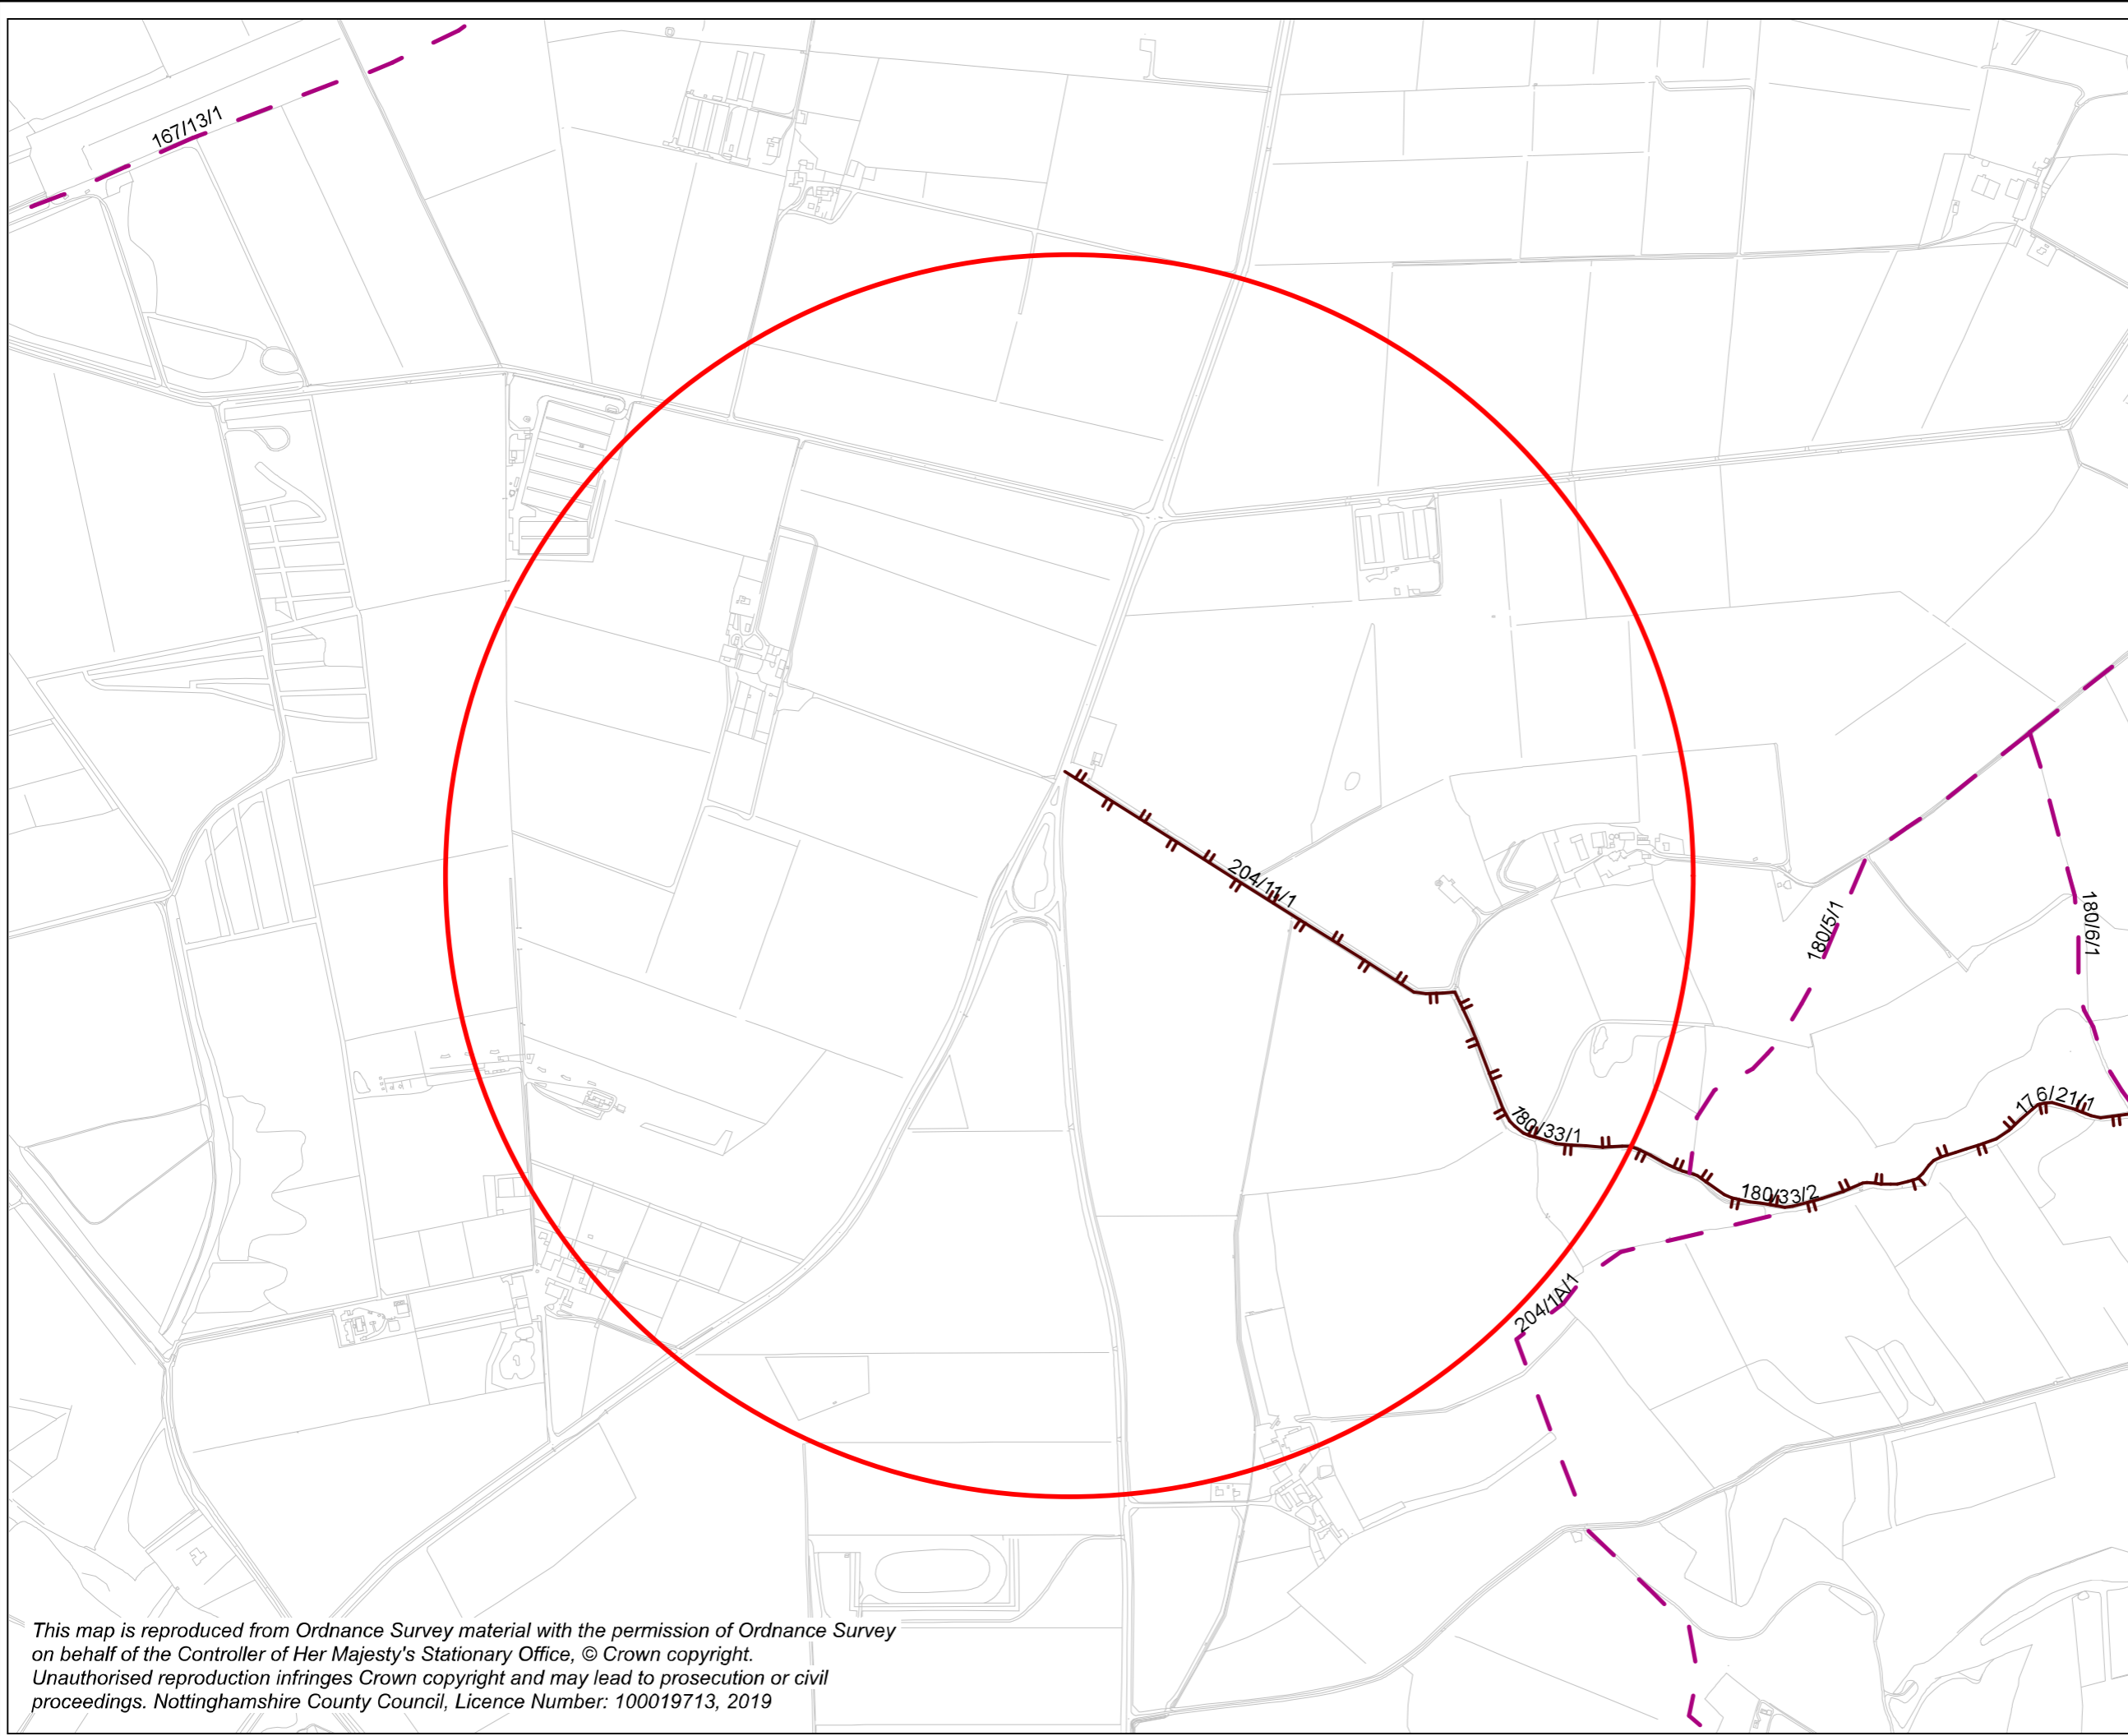 167/13/1
204/11/1
180/5/1
180/6/1
180/33/1
176/21/1
180/33/2
204/1A/1
This map is reproduced from Ordnance Survey material with the permission of Ordnance Survey
on behalf of the Controller of Her Majesty's Stationary Office, © Crown copyright.
Unauthorised reproduction infringes Crown copyright and may lead to prosecution or civil
proceedings. Nottinghamshire County Council, Licence Number: 100019713, 2019